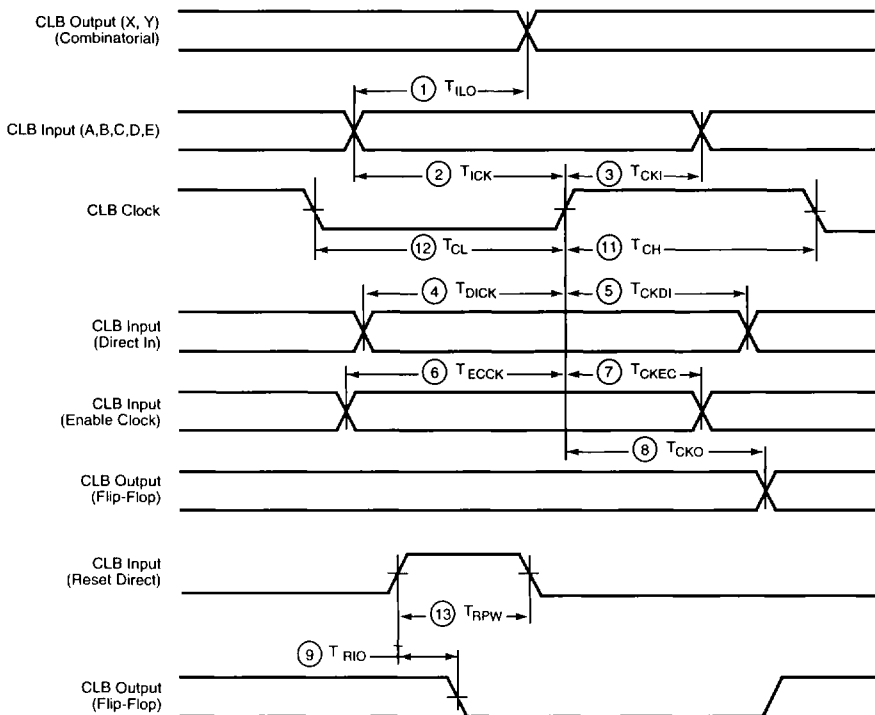 CLB Output (X, Y)
(Combinatorial)
1 TILO
CLB Input (A,B,C,D,E)
2 TICK
3 TCKI
CLB Clock
12 TCL
11 TCH
4 TDICK
5 TCKDI
CLB Input
(Direct In)
6 TECCK
7 TCKEC
CLB Input
(Enable Clock)
8 TCKO
CLB Output
(Flip-Flop)
CLB Input
(Reset Direct)
13 TRPW
9 TRIO
CLB Output
(Flip-Flop)